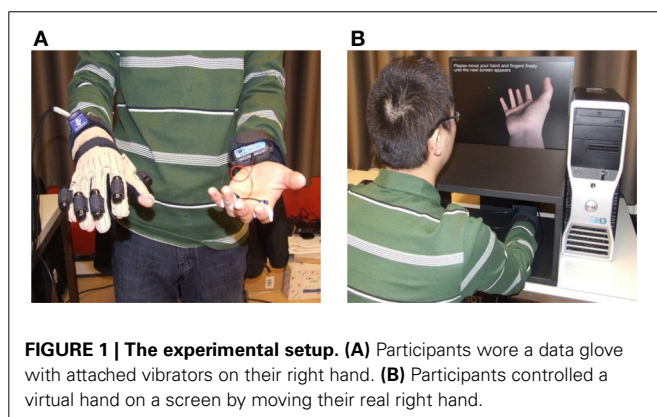 A
B
Please move your hand and fingers freely
until the next screen appears
FIGURE 1 | The experimental setup. (A) Participants wore a data glove
with attached vibrators on their right hand. (B) Participants controlled a
virtual hand on a screen by moving their real right hand.